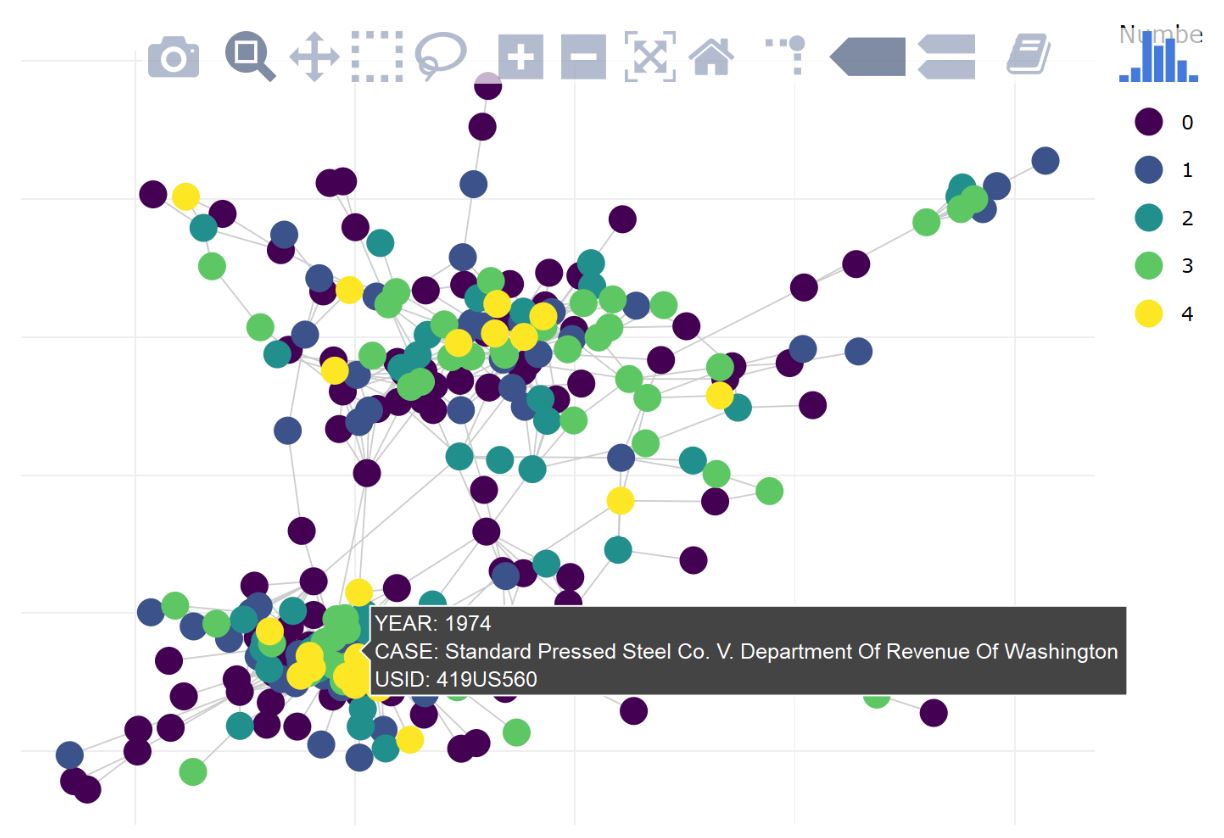 Numbe
0
1
2
3
4
YEAR: 1974
CASE: Standard Pressed Steel Co. V. Department Of Revenue Of Washington
USID: 419US560